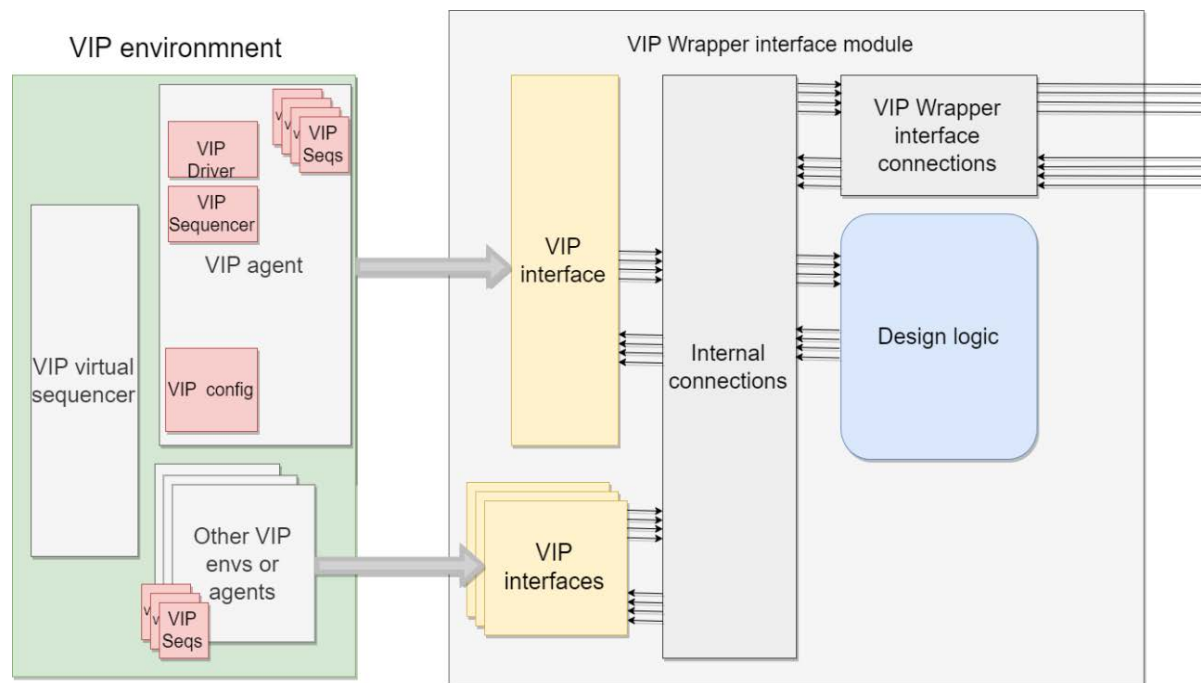 VIP environmnent
VIP Wrapper interface module
V
V
V
VIP
Seqs
VIP
Driver
VIP
Sequencer
VIP agent
VIP config
VIP virtual
sequencer
Other VIP
envs or
agents
V
V
VIP
Seqs
VIP
interface
VIP
interfaces
Internal
connections
VIP Wrapper
interface
connections
Design logic